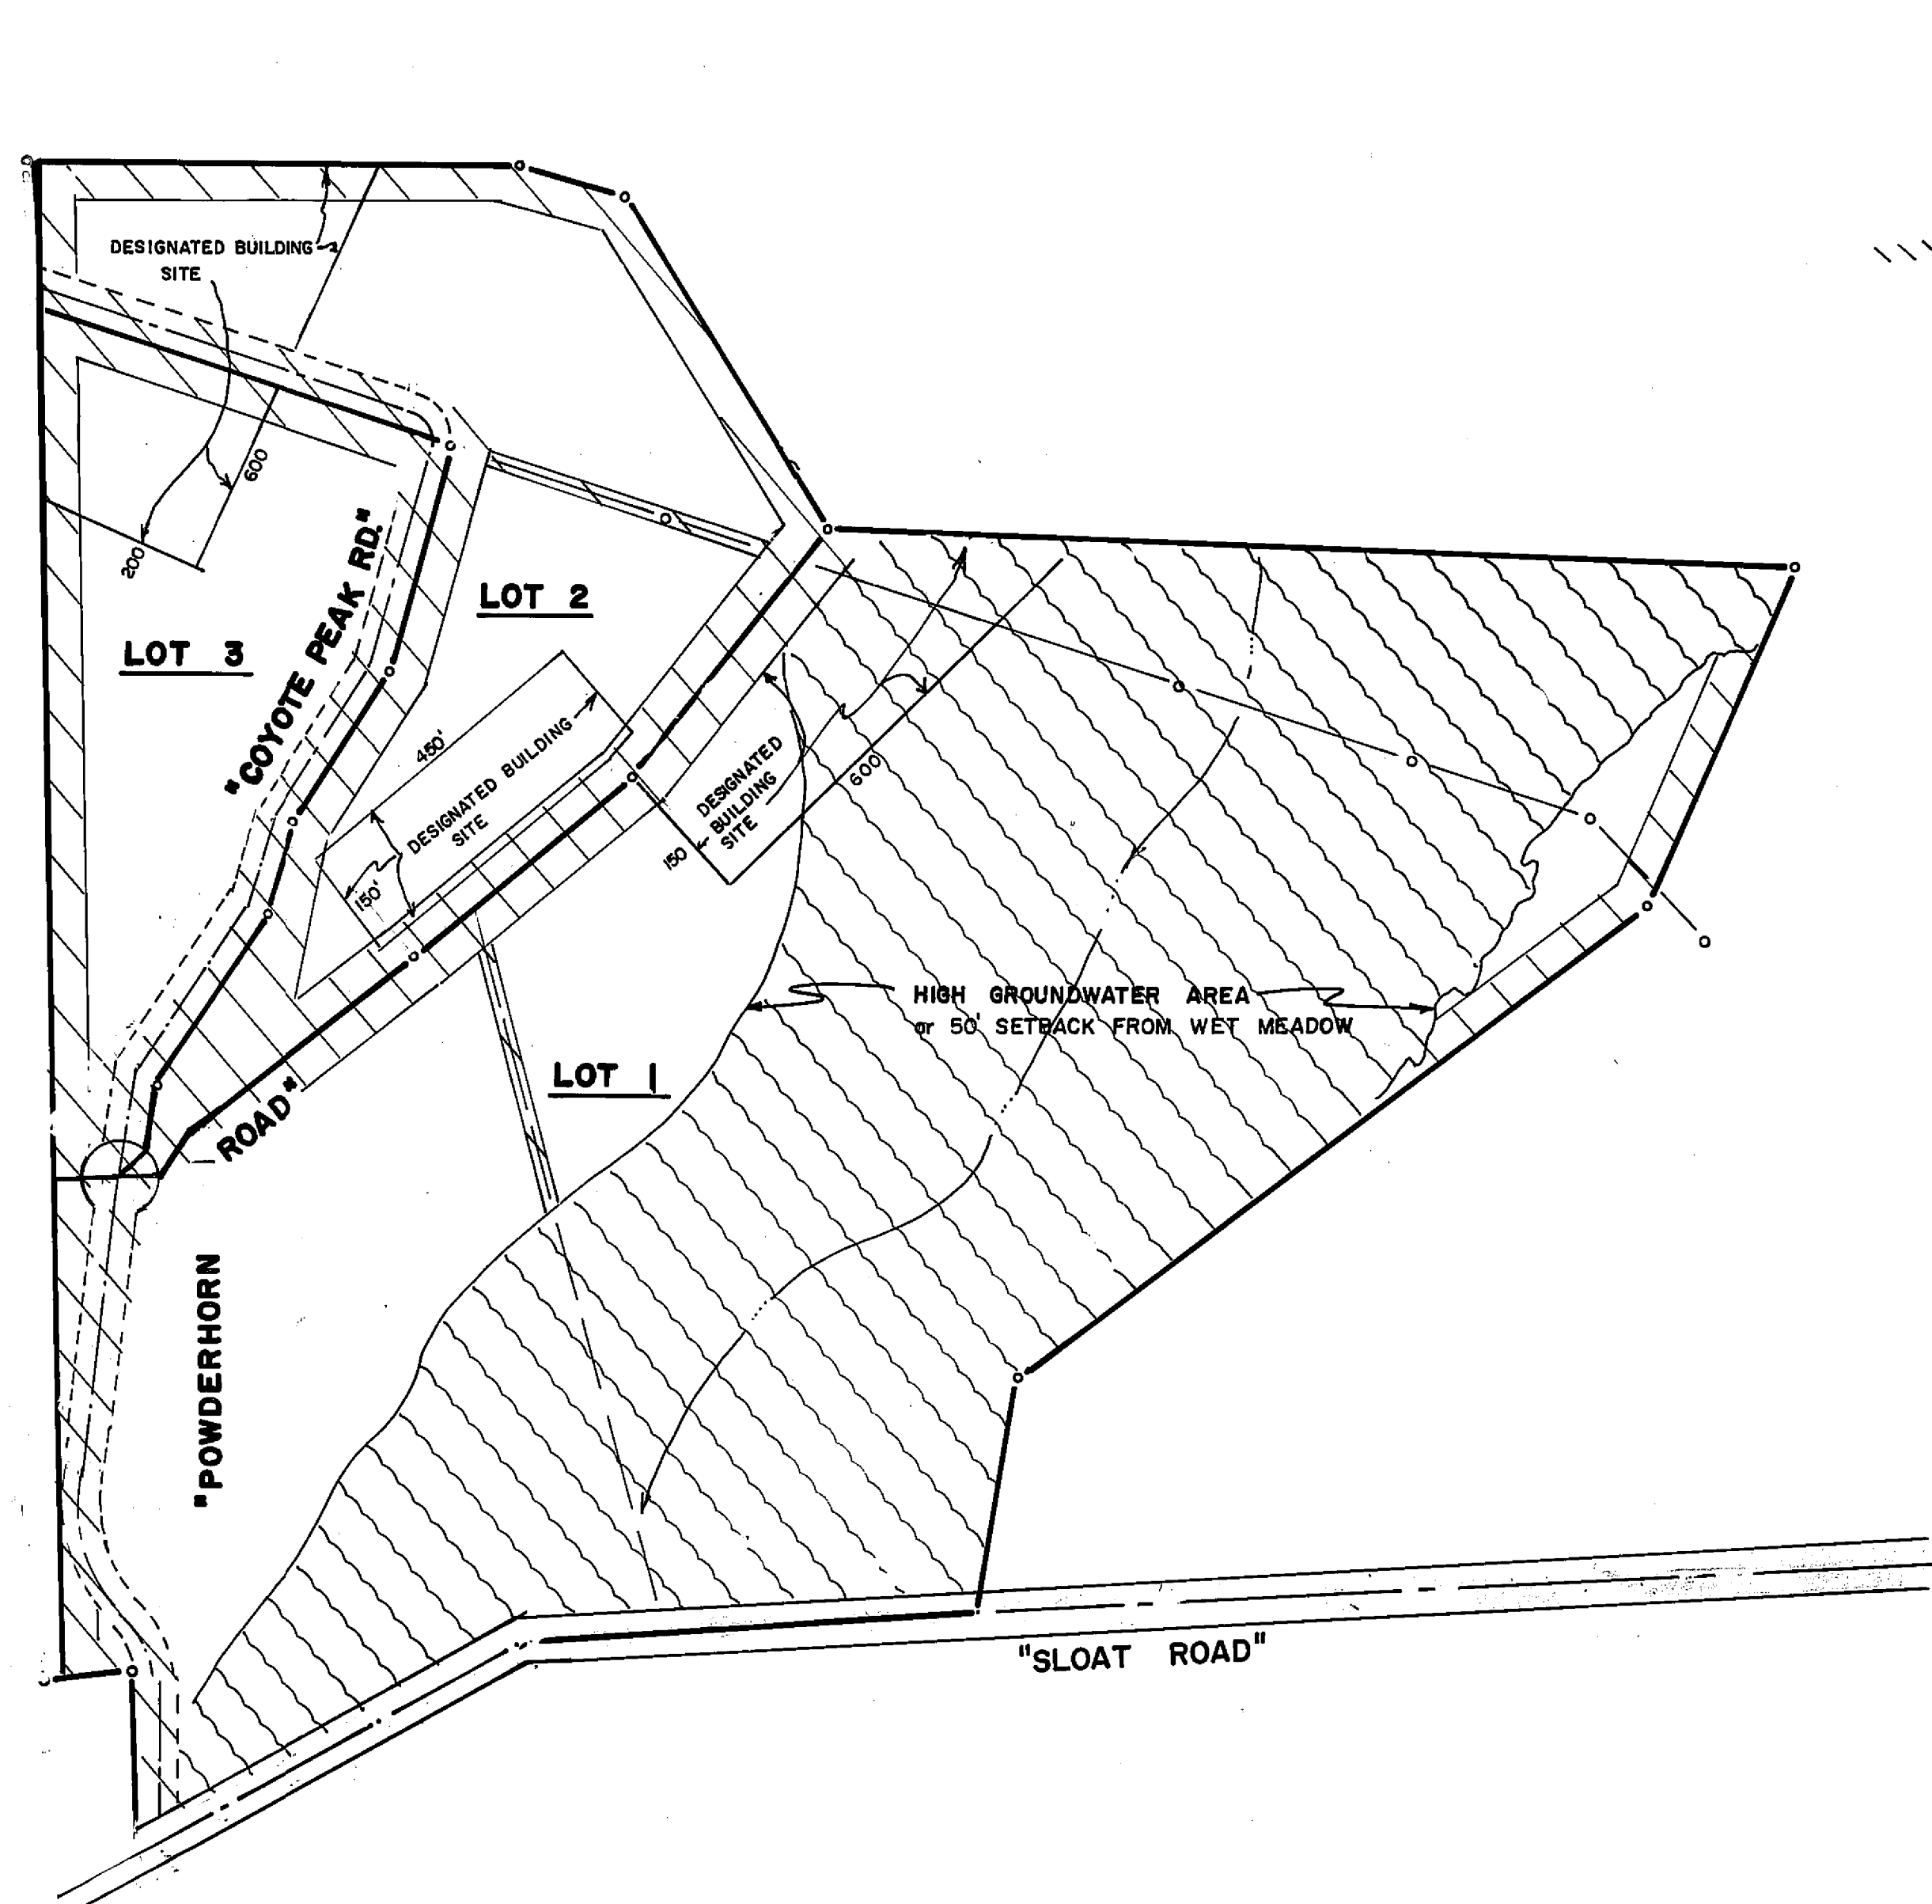 DESIGNATED BUILDING
SITE
600
200
LOT 3
"COYOTE PEAK RD."
LOT 2
450'
DESIGNATED BUILDING
SITE
150'
DESIGNATED
BUILDING
SITE
150
600
HIGH GROUNDWATER AREA
or 50' SETBACK FROM WET MEADOW
LOT 1
"POWDERHORN
ROAD"
"SLOAT ROAD"